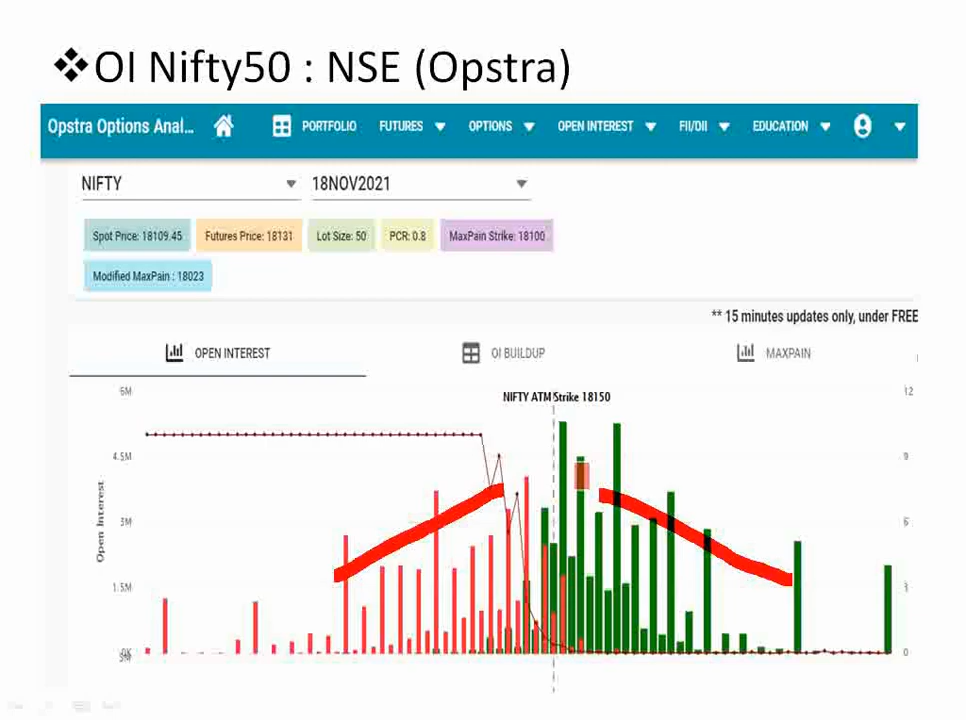 ❖OI Nifty50 : NSE (Opstra)
Opstra Options Anal... PORTFOLIO FUTURES OPTIONS OPEN INTEREST FII/DII EDUCATION
NIFTY 18NOV2021
Spot Price: 18109.45 Futures Price: 18131 Lot Size: 50 PCR: 0.8 MaxPain Strike: 18100
Modified MaxPain : 18023
** 15 minutes updates only, under FREE
OPEN INTEREST OI BUILDUP MAXPAIN
6M NIFTY ATM Strike 18150 12
4.5M 9
Open Interest
3M 6
1.5M 3
0